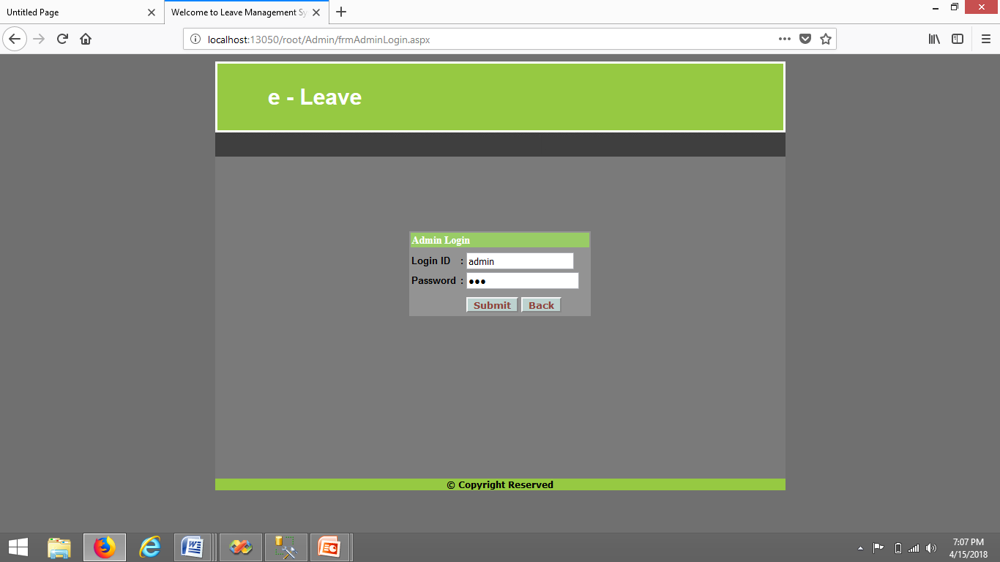 Untitled Page
Welcome to Leave Management Sy
localhost:13050/root/Admin/frmAdminLogin.aspx
e - Leave
Admin Login
Login ID : admin
Password : ●●●
Submit Back
© Copyright Reserved
7:07 PM
4/15/2018